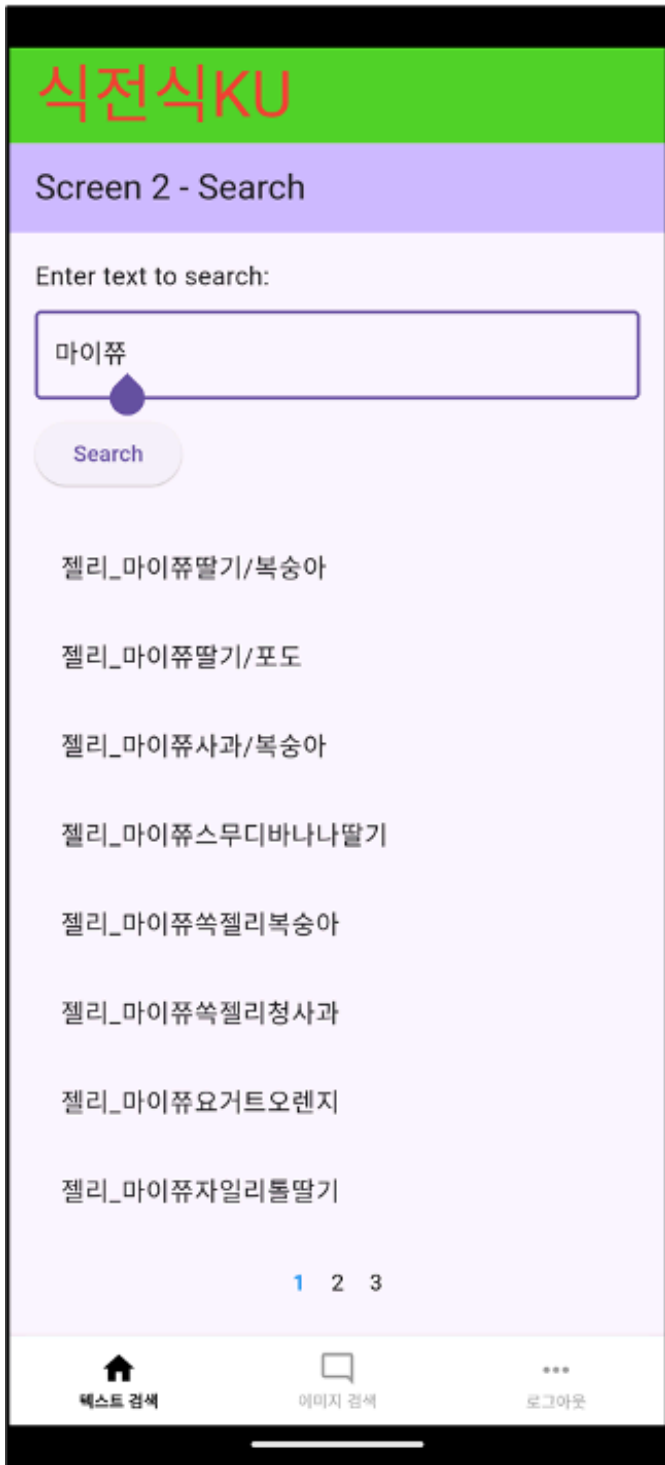 식전식KU
Screen 2 - Search
Enter text to search:
마이쮸
Search
젤리_마이쮸딸기/복숭아
젤리_마이쮸딸기/포도
젤리_마이쮸사과/복숭아
젤리_마이쮸스무디바나나딸기
젤리_마이쮸쏙젤리복숭아
젤리_마이쮸쏙젤리청사과
젤리_마이쮸요거트오렌지
젤리_마이쮸자일리톨딸기
1 2 3
텍스트 검색 이미지 검색 로그아웃